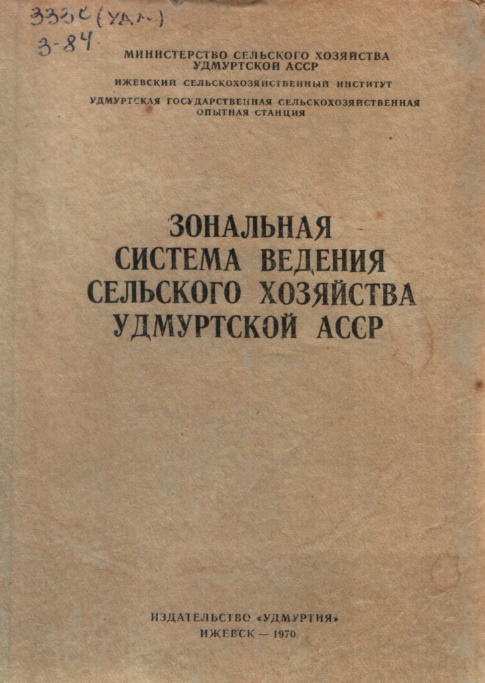 333С(УДМ)
З-84
МИНИСТЕРСТВО СЕЛЬСКОГО ХОЗЯЙСТВА
УДМУРТСКОЙ АССР
ИЖЕВСКИЙ СЕЛЬСКОХОЗЯЙСТВЕННЫЙ ИНСТИТУТ
УДМУРТСКАЯ ГОСУДАРСТВЕННАЯ СЕЛЬСКОХОЗЯЙСТВЕННАЯ
ОПЫТНАЯ СТАНЦИЯ
ЗОНАЛЬНАЯ
СИСТЕМА ВЕДЕНИЯ
СЕЛЬСКОГО ХОЗЯЙСТВА
УДМУРТСКОЙ АССР
ИЗДАТЕЛЬСТВО «УДМУРТИЯ»
ИЖЕВСК — 1970